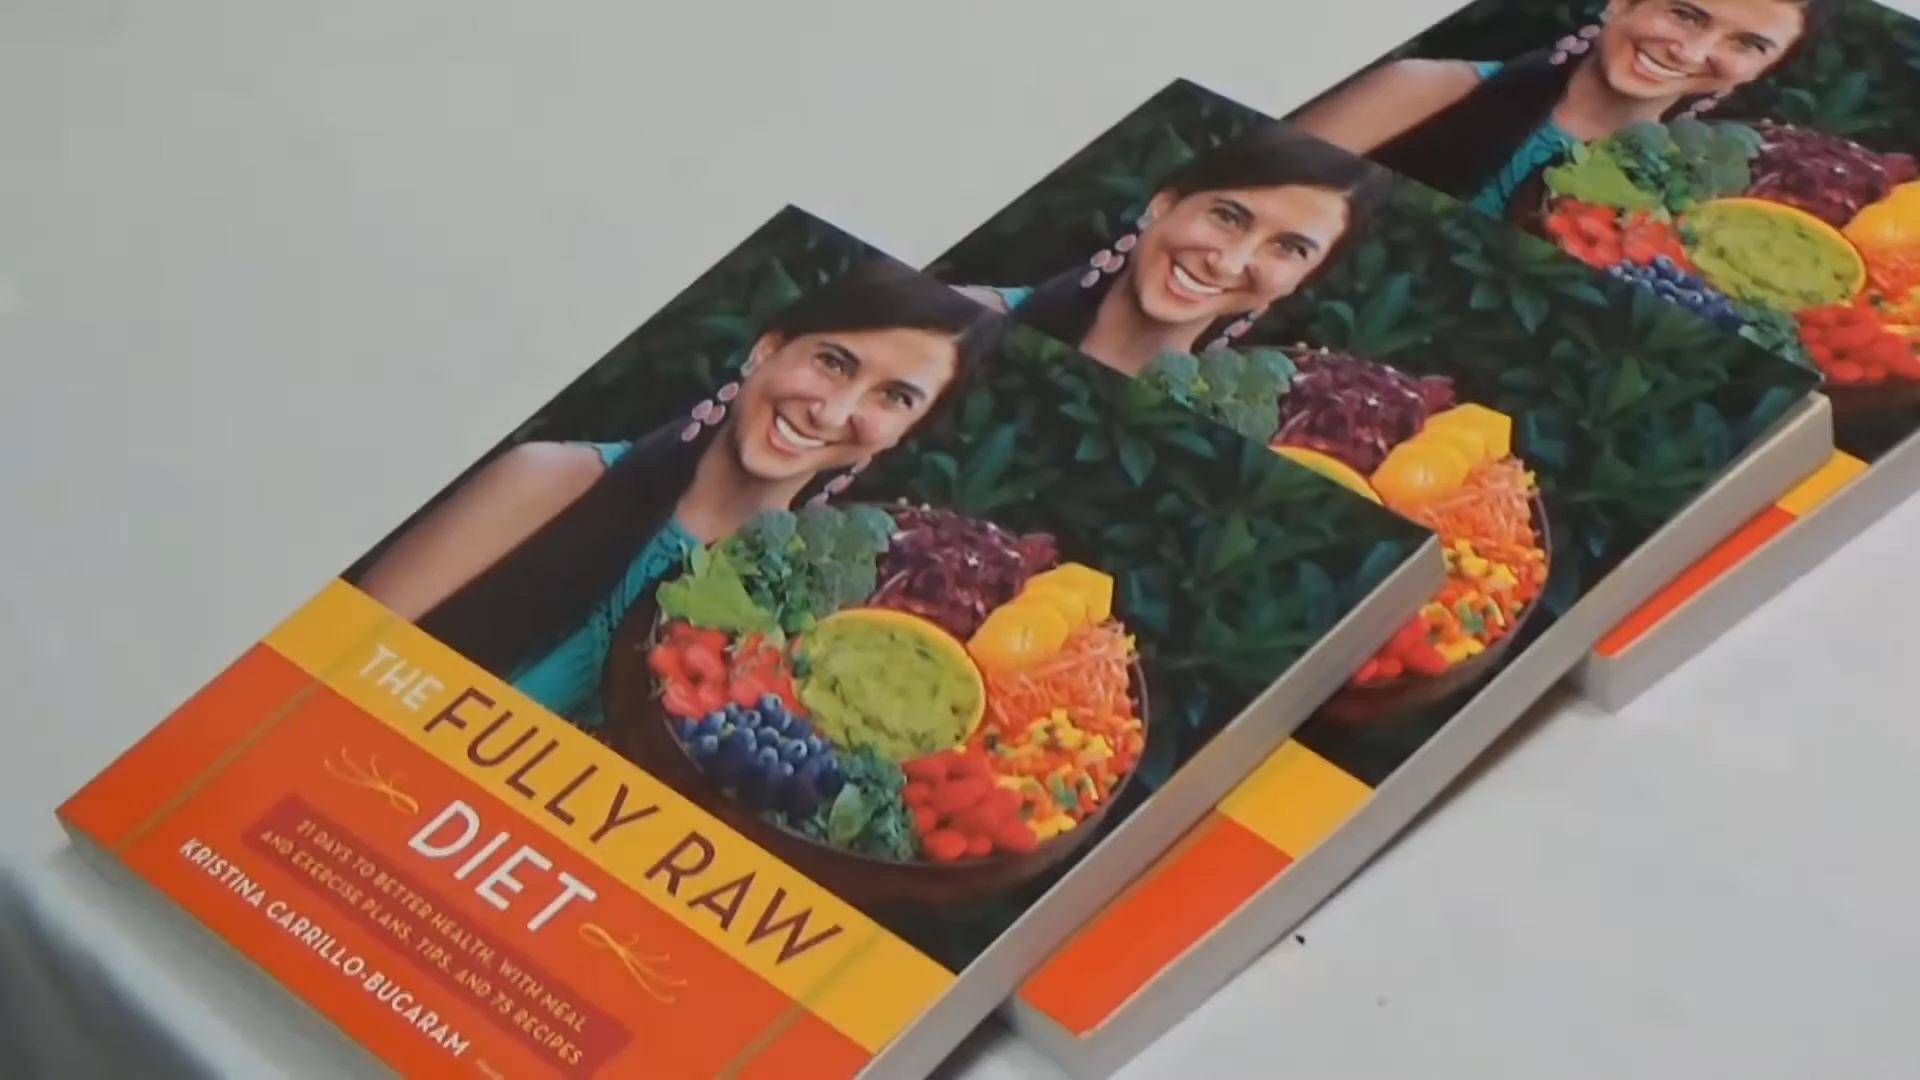 THE
FULLY RAW
DIET
21 DAYS TO BETTER HEALTH, WITH MEAL
AND EXERCISE PLANS, TIPS, AND 75 RECIPES
KRISTINA CARRILLO-BUCARAM